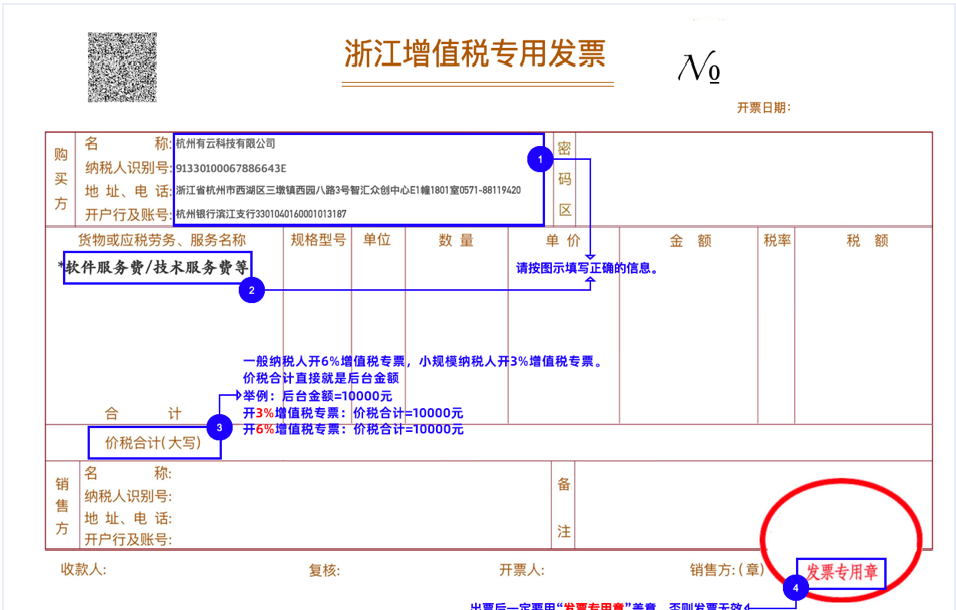 浙江增值税专用发票
№
开票日期:
购买方
名 称: 杭州有云科技有限公司
纳税人识别号: 91330100067886643E
地 址、电 话: 浙江省杭州市西湖区三墩镇西园八路3号智汇众创中心E1幢1801室0571-88119420
开户行及账号: 杭州银行滨江支行3301040160001013187
密码区
1
货物或应税劳务、服务名称 规格型号 单位 数 量 单 价 金 额 税率 税 额
*软件服务费/技术服务费等
请按图示填写正确的信息。
2
一般纳税人开6%增值税专票，小规模纳税人开3%增值税专票。
价税合计直接就是后台金额
举例：后台金额=10000元
开3%增值税专票：价税合计=10000元
开6%增值税专票：价税合计=10000元
合 计
3
价税合计(大写)
销售方
名 称:
纳税人识别号:
地 址、电 话:
开户行及账号:
备注
收款人: 复核: 开票人: 销售方:(章)
发票专用章
4
出票后一定要用“发票专用章”盖章，否则发票无效